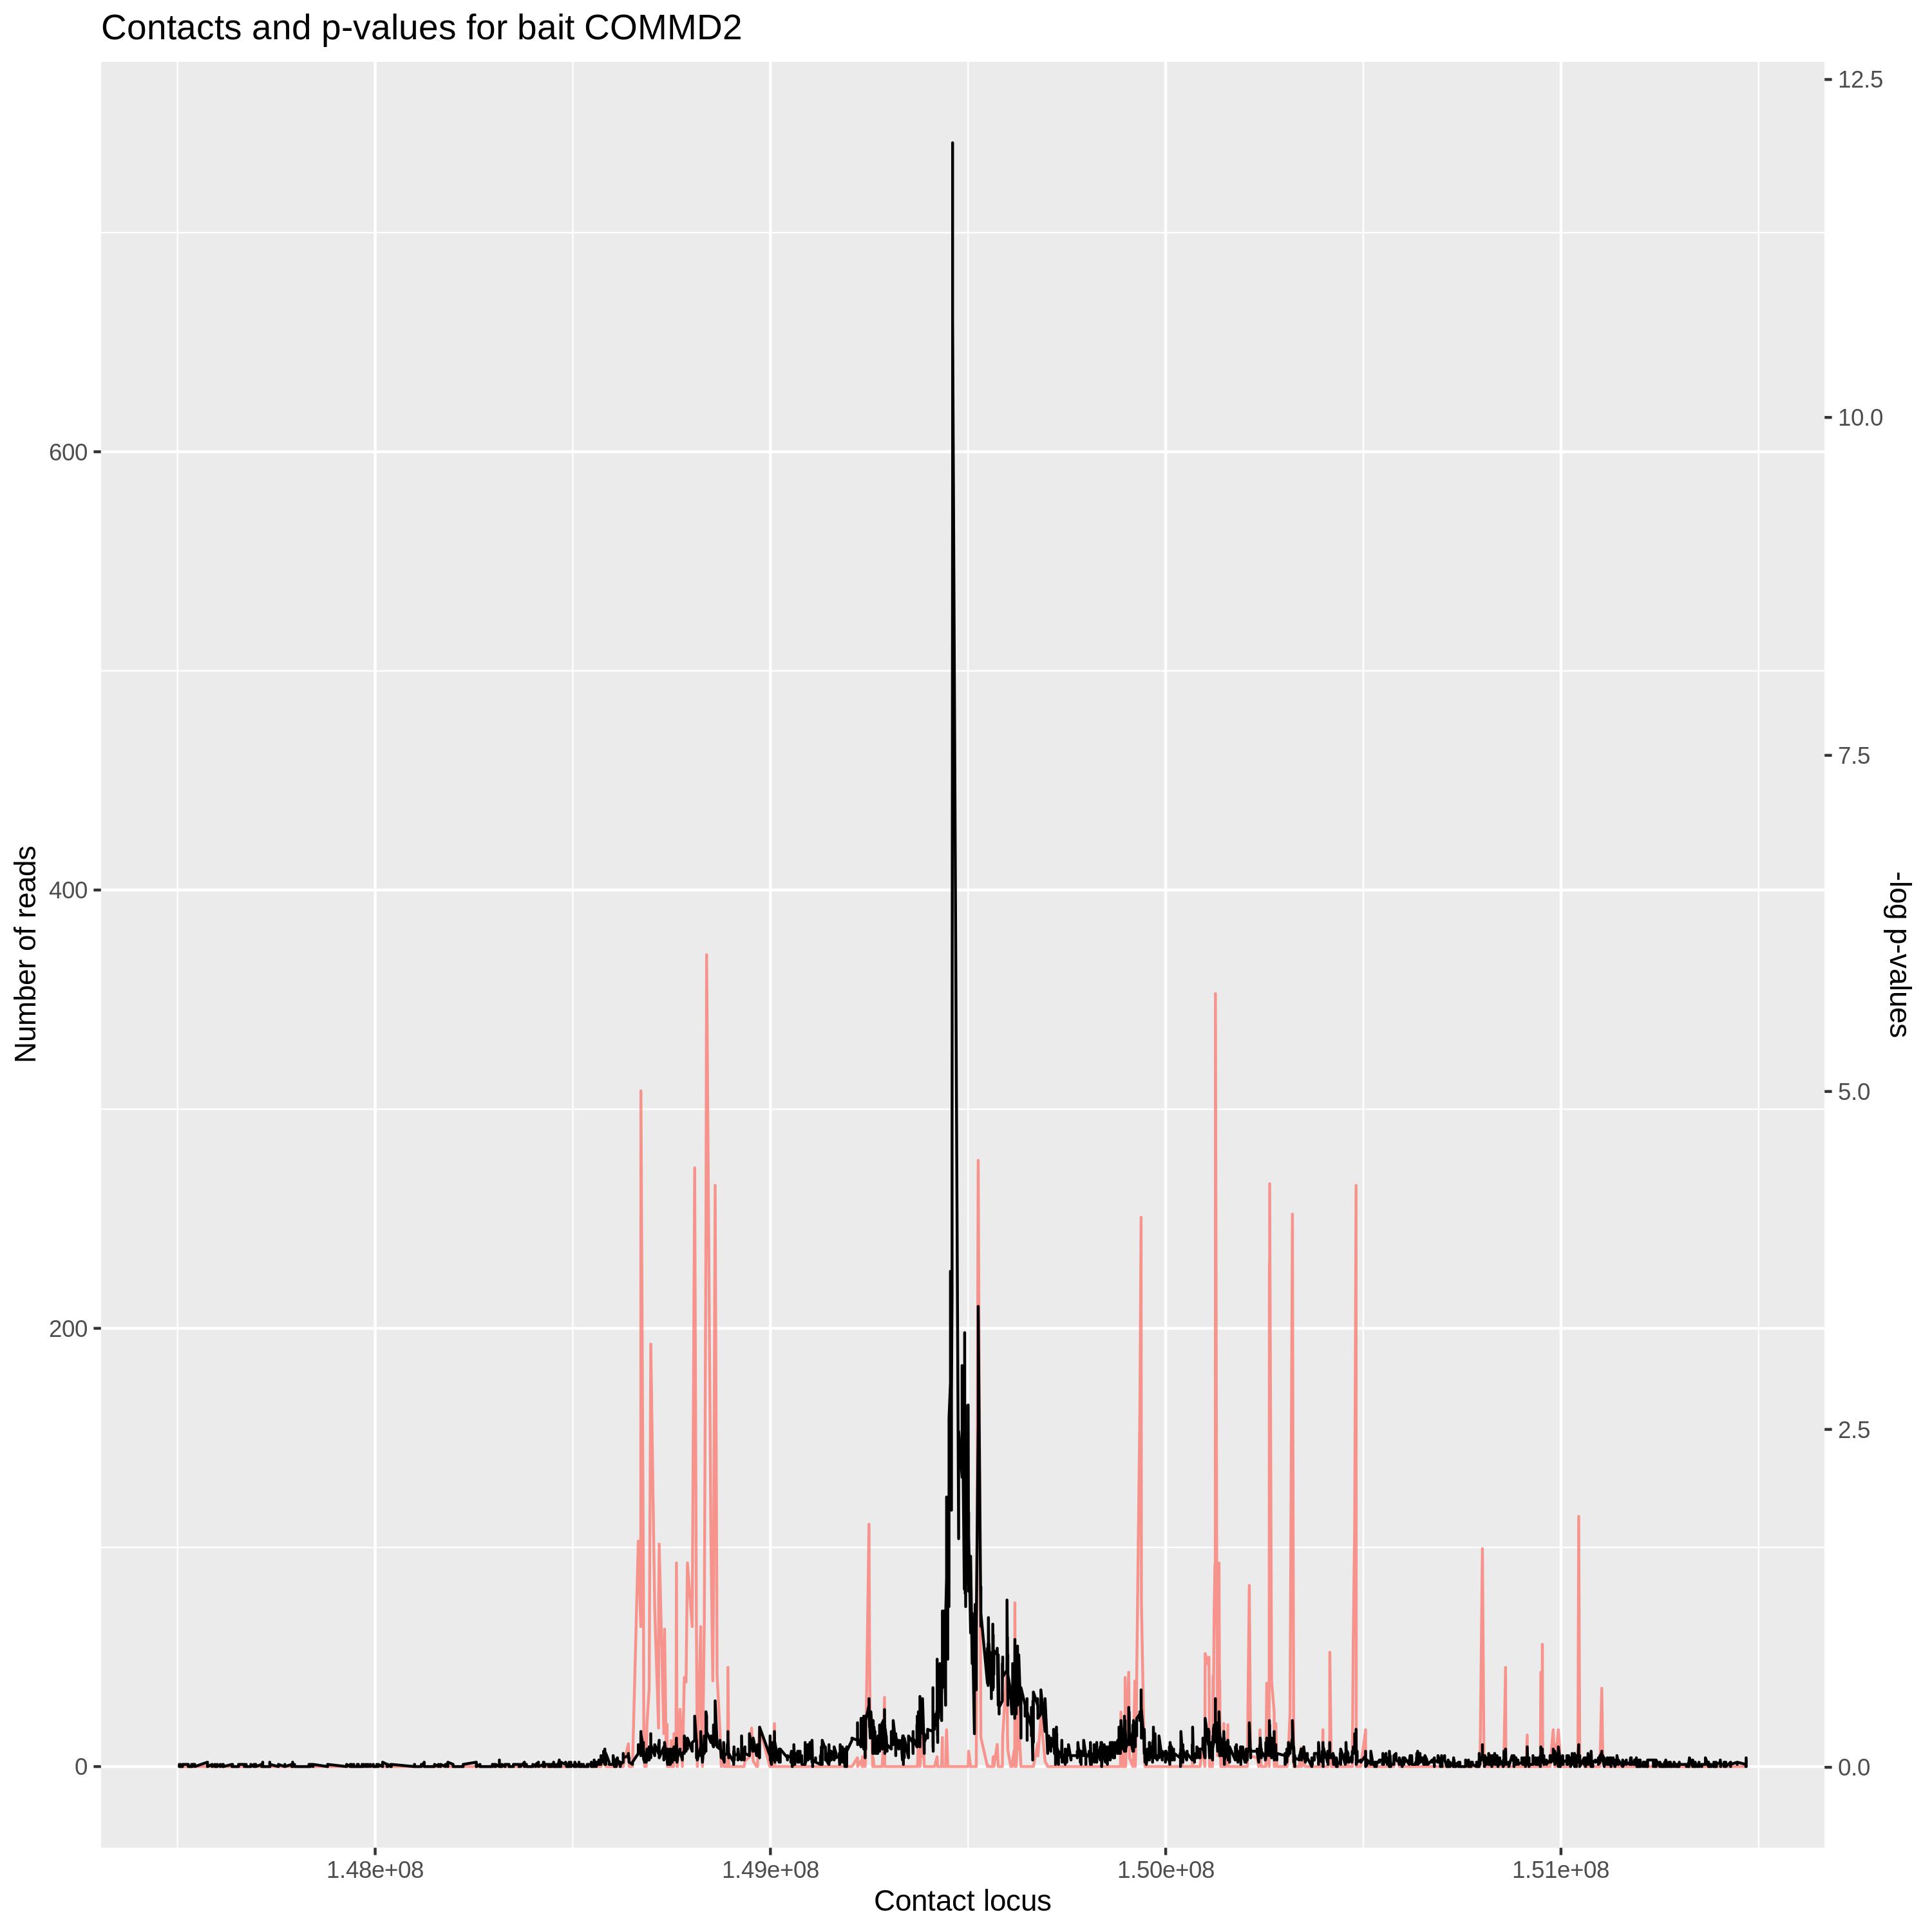 Contacts and p-values for bait COMMD2
12.5
10.0
7.5
5.0
2.5
0.0
600
400
200
0
Number of reads
-log p-values
1.48e+08
1.49e+08
1.50e+08
1.51e+08
Contact locus